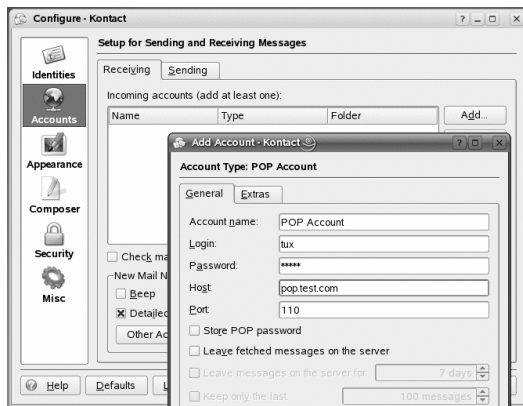 Configure - Kontact
Setup for Sending and Receiving Messages
Identities
Accounts
Appearance
Composer
Security
Misc
Receiving
Sending
Incoming accounts (add at least one):
Name Type Folder
Add...
Check
New Mail
Beep
Detailed
Other
Help
Defaults
Add Account - Kontact
Account Type: POP Account
General
Extras
Account name: POP Account
Login: tux
Password: *****
Host: pop.test.com
Port: 110
Store POP password
Leave fetched messages on the server
Leave messages on the server for 7 days
Keep only the last 100 messages